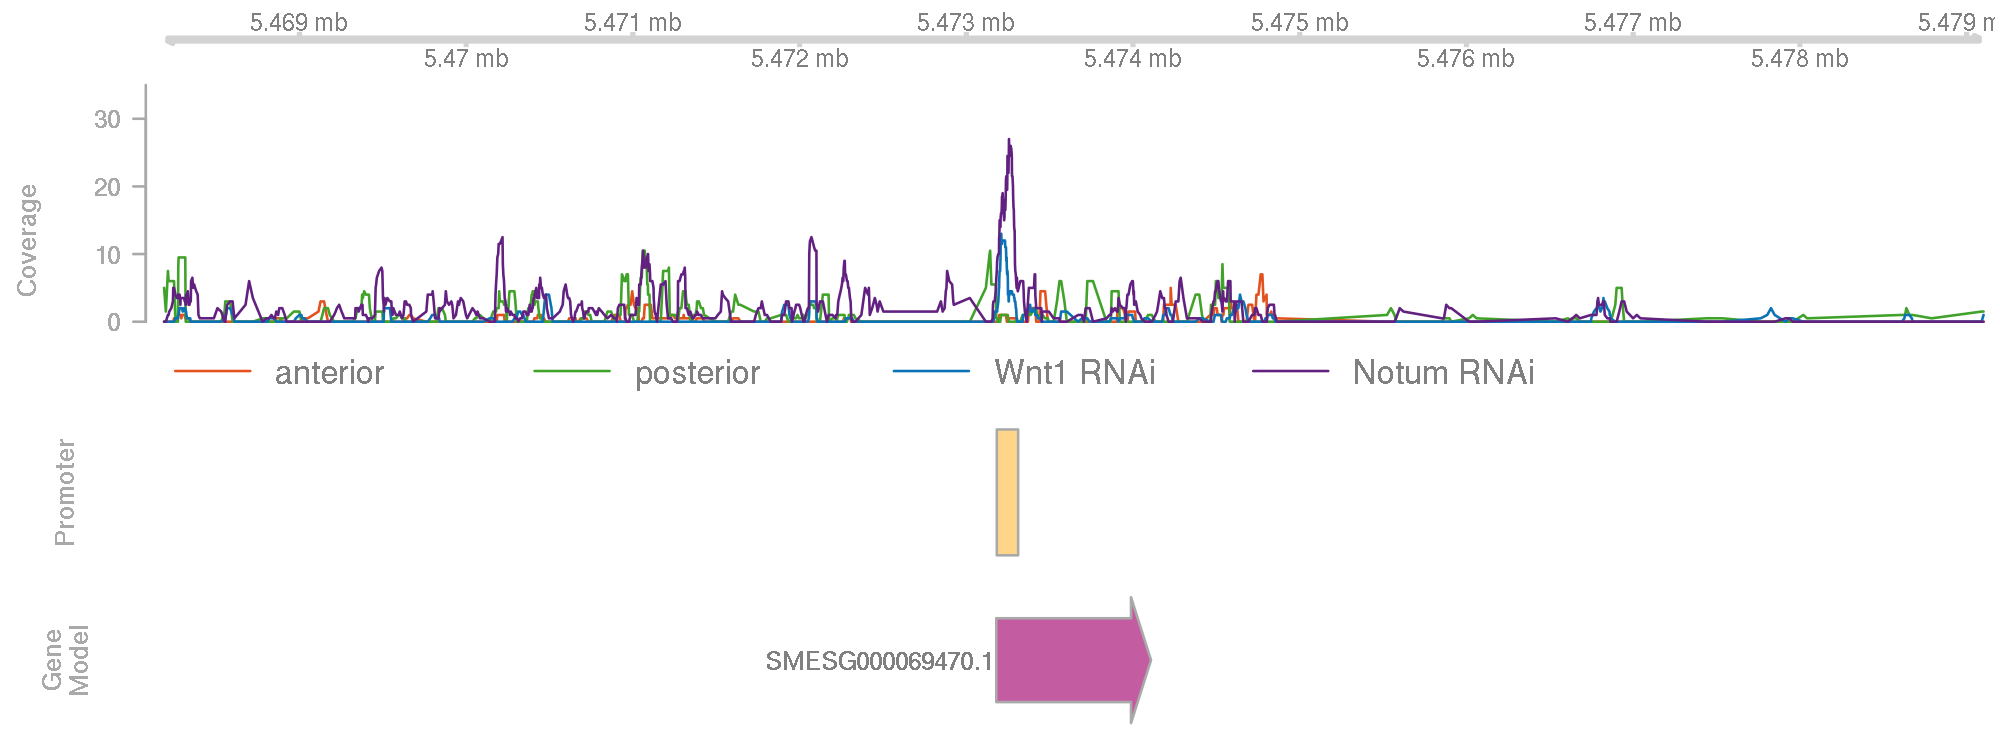 5.469 mb 5.471 mb 5.473 mb 5.475 mb 5.477 mb 5.479 m
5.47 mb 5.472 mb 5.474 mb 5.476 mb 5.478 mb
Coverage
30
20
10
0
anterior posterior Wnt1 RNAi Notum RNAi
Promoter
Gene
Model
SMESG000069470.1